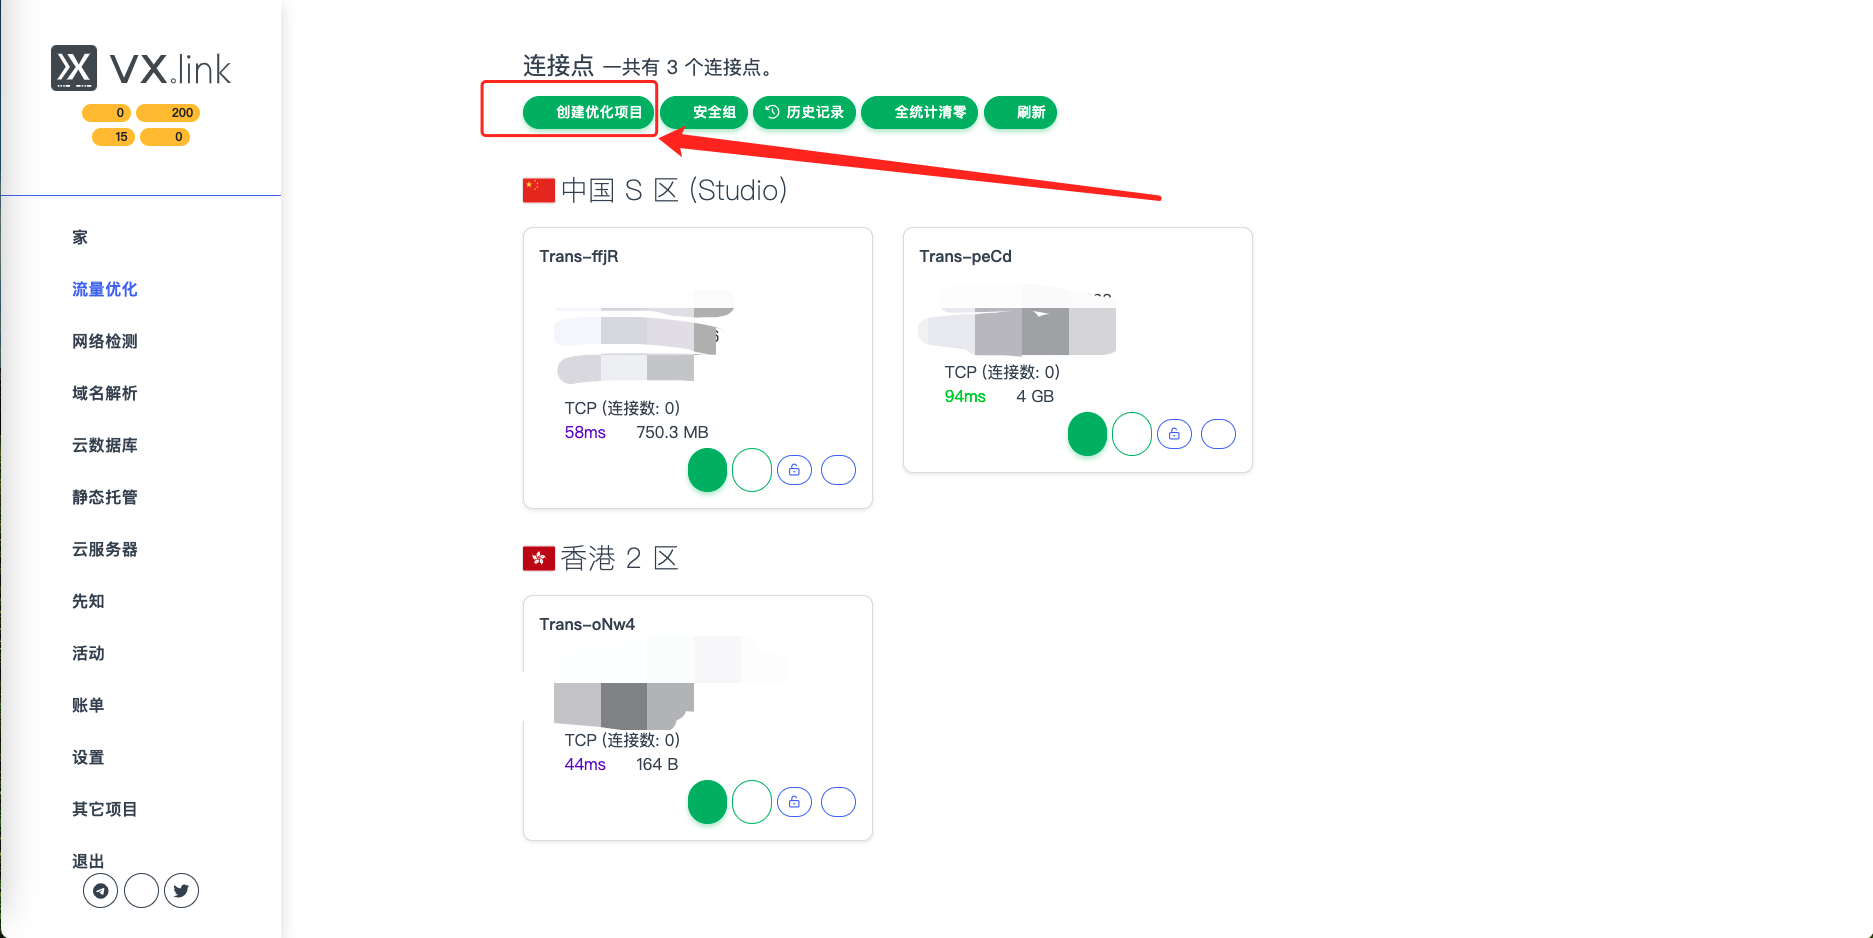 VX.link
0 200
15 0
家
流量优化
网络检测
域名解析
云数据库
静态托管
云服务器
先知
活动
账单
设置
其它项目
退出
连接点 一共有 3 个连接点。
创建优化项目 安全组 历史记录 全统计清零 刷新
中国 S 区 (Studio)
Trans-ffjR
TCP (连接数: 0)
58ms 750.3 MB
Trans-peCd
TCP (连接数: 0)
94ms 4 GB
香港 2 区
Trans-oNw4
TCP (连接数: 0)
44ms 164 B